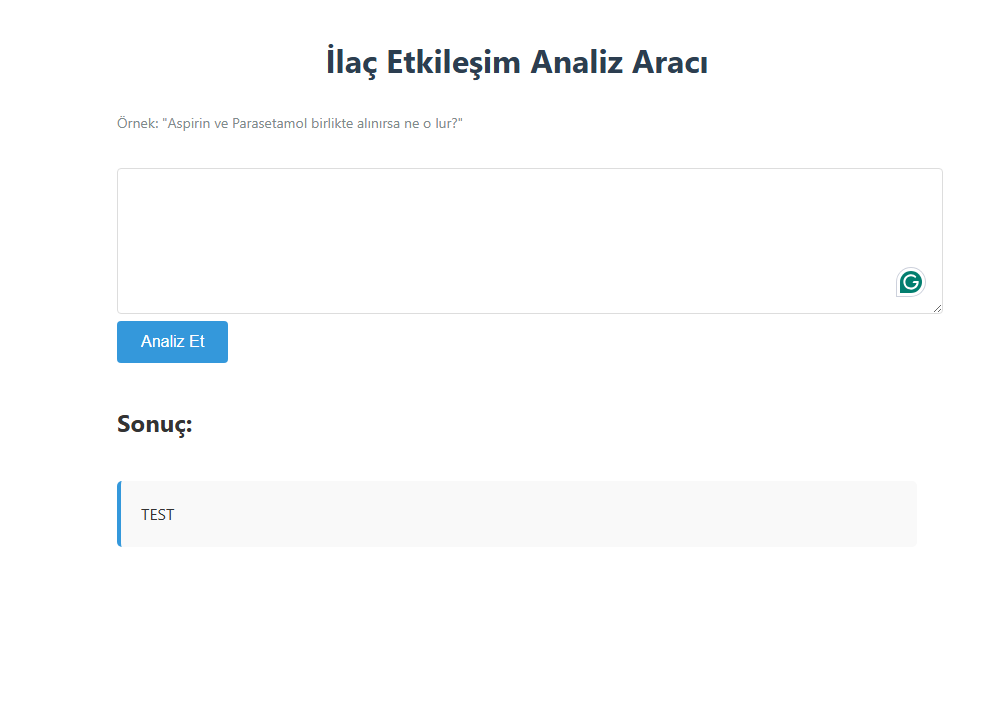 İlaç Etkileşim Analiz Aracı
Örnek: "Aspirin ve Parasetamol birlikte alınırsa ne o lur?"
Analiz Et
Sonuç:
TEST